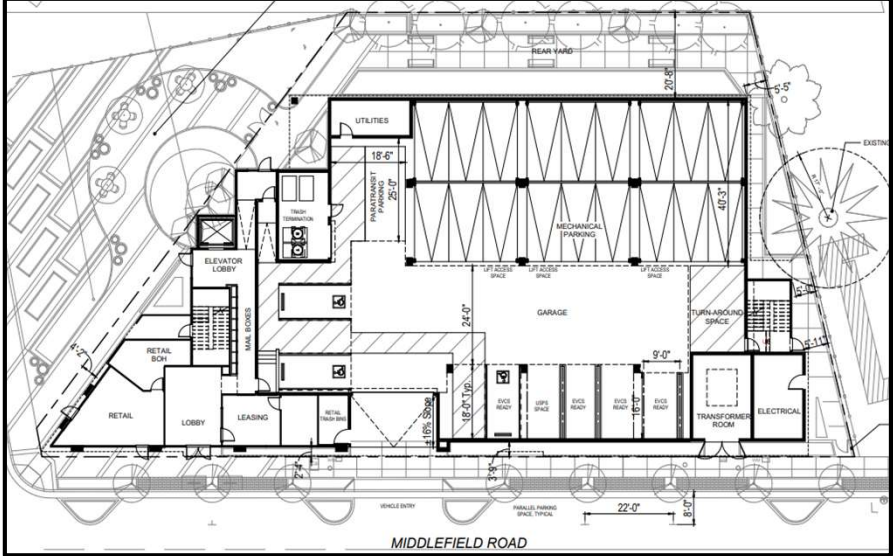 REAR YARD
20'-8"
5'-5"
UTILITIES
EXISTING
18'-6"
PARATRANSIT
PARKING
25'-0"
40'-3"
TRASH
TERMINATION
MECHANICAL
PARKING
ELEVATOR
LOBBY
LIFT ACCESS
SPACE
LIFT ACCESS
SPACE
LIFT ACCESS
SPACE
MAIL BOXES
24'-0"
GARAGE
TURN-AROUND
SPACE
5'-11"
4'-2"
RETAIL
BOH
9'-0"
RETAIL
LOBBY
LEASING
RETAIL
TRASH BINS
±16% Slope
18'-0" Typ.
EVCS
READY
USPS
SPACE
EVCS
READY
EVCS
READY
16'-0"
EVCS
READY
TRANSFORMER
ROOM
ELECTRICAL
2'-4"
3'-9"
VEHICLE ENTRY
PARALLEL PARKING
SPACE, TYPICAL
22'-0"
8'-0"
MIDDLEFIELD ROAD